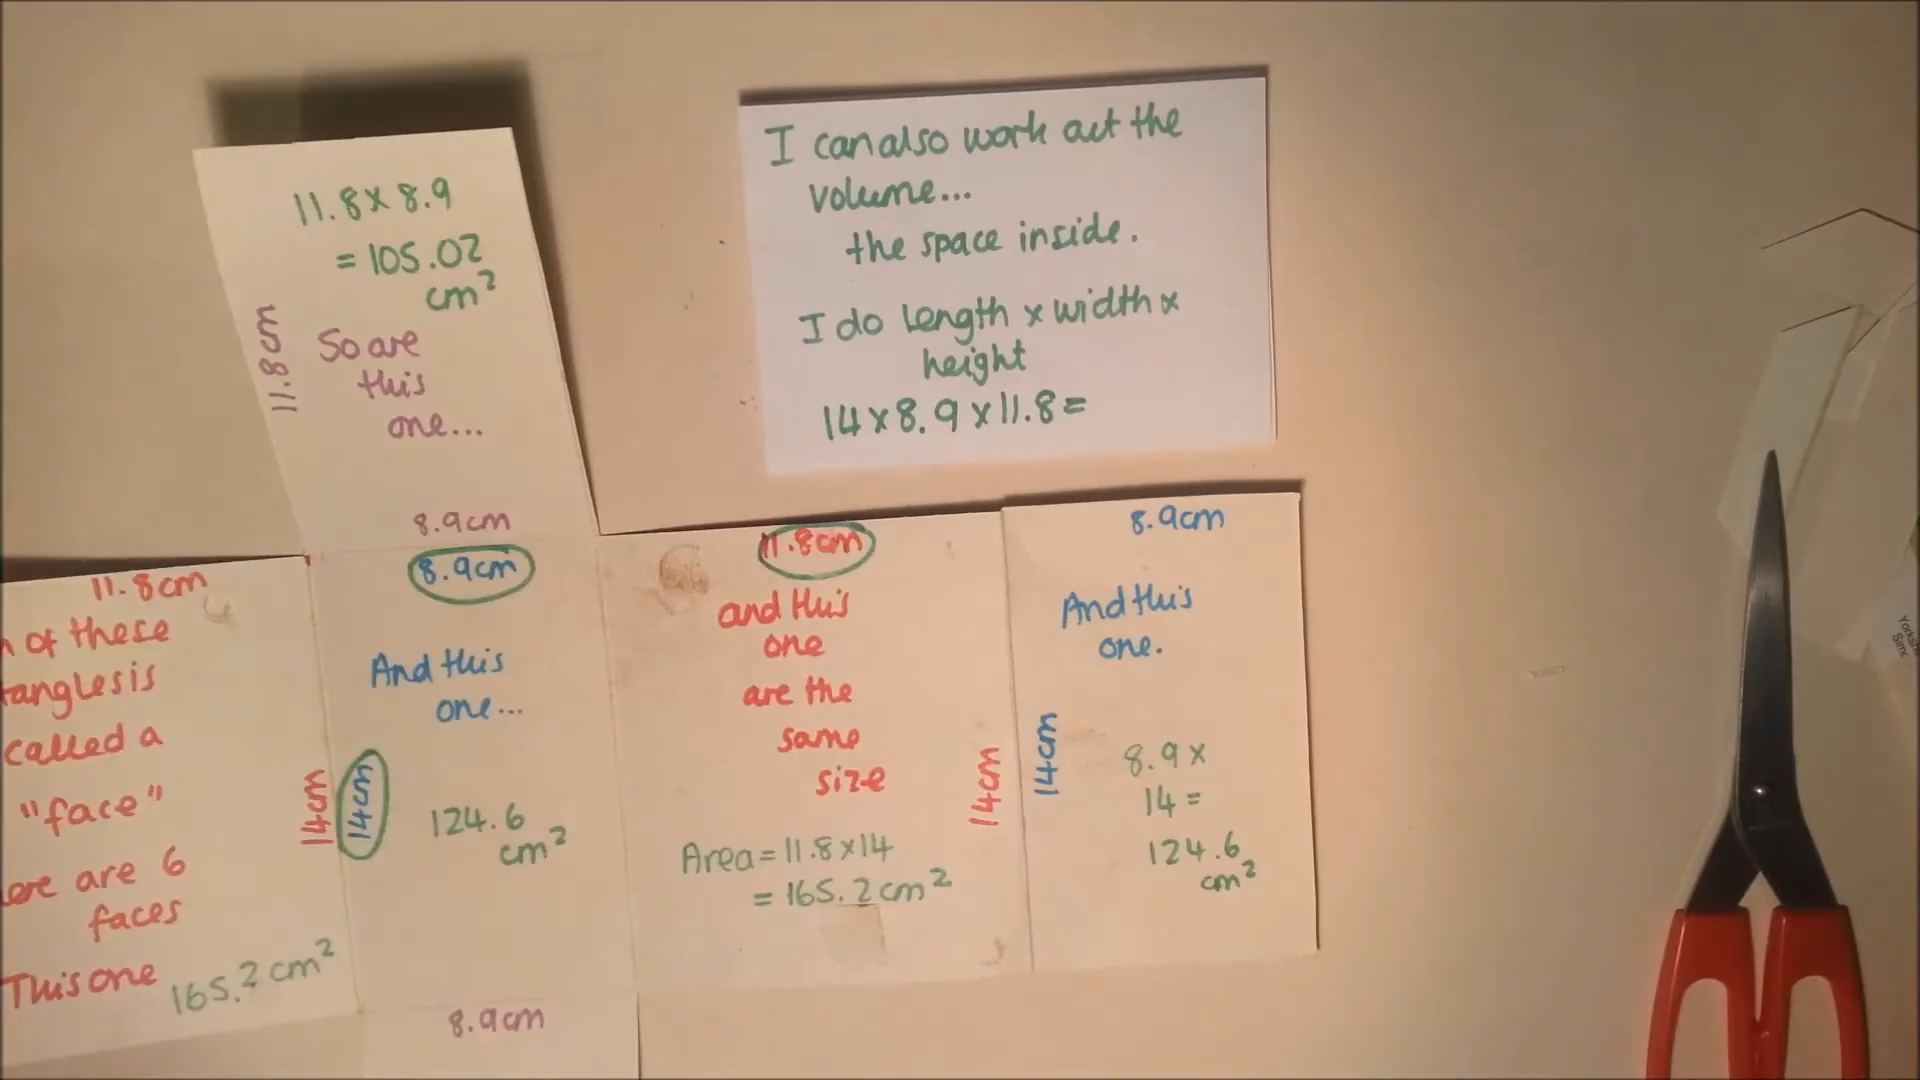 11.8 x 8.9
= 105.02
cm²
11.8cm
So are
this
one...
8.9cm
I can also work out the
volume...
the space inside.
I do length x width x
height
14 x 8.9 x 11.8 =
11.8cm
of these
is
called a
"face"
are 6
faces
This one
165.2 cm²
14cm
8.9cm
And this
one...
14cm
124.6
cm²
8.9cm
11.8cm
and this
one
are the
same
size
14cm
Area = 11.8 x 14
= 165.2 cm²
8.9cm
And this
one.
14cm
8.9 x
14 =
124.6
cm²